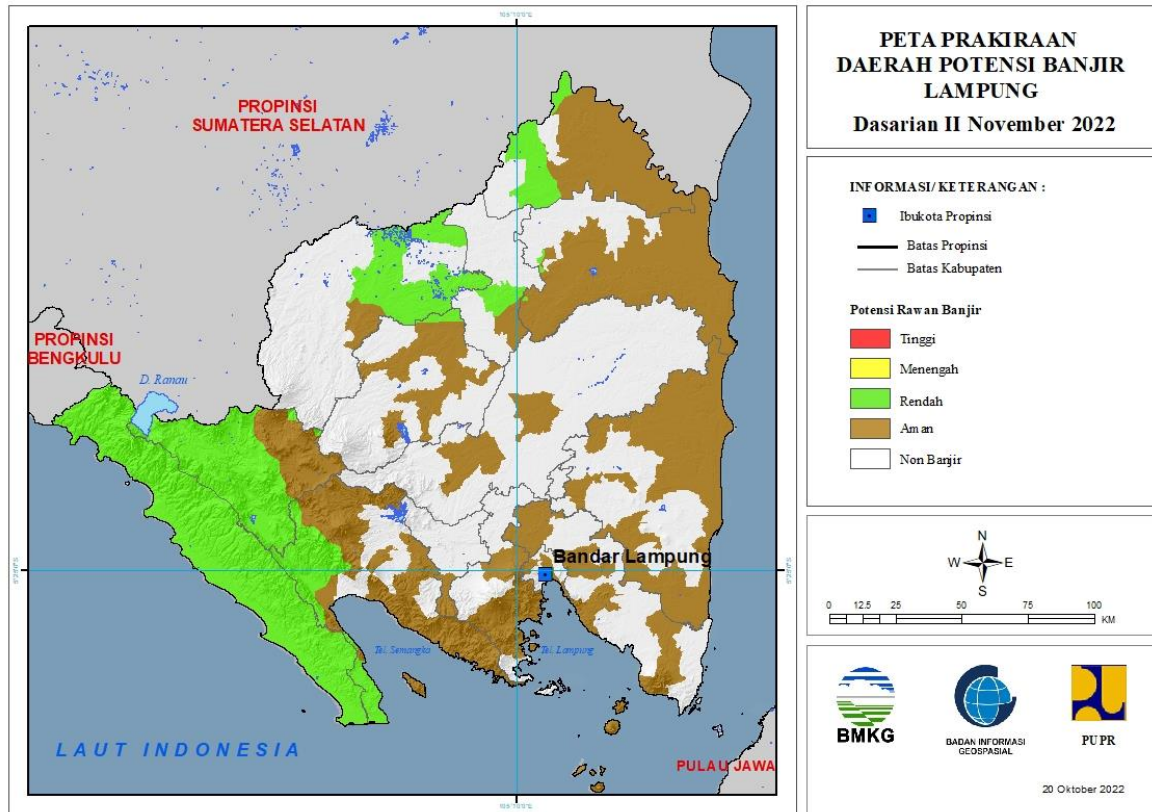 PROPINSI
SUMATERA SELATAN
PROPINSI
BENGKULU
D. Ranau
Bandar Lampung
Tel. Semangka
Tel. Lampung
LAUT INDONESIA
PULAU JAWA
PETA PRAKIRAAN
DAERAH POTENSI BANJIR
LAMPUNG
Dasarian II November 2022
INFORMASI/KETERANGAN :
Ibukota Propinsi
Batas Propinsi
Batas Kabupaten
Potensi Rawan Banjir
Tinggi
Menengah
Rendah
Aman
Non Banjir
N
W E
S
0 12.5 25 50 75 100
KM
BMKG
BADAN INFORMASI
GEOSPASIAL
PUPR
20 Oktober 2022